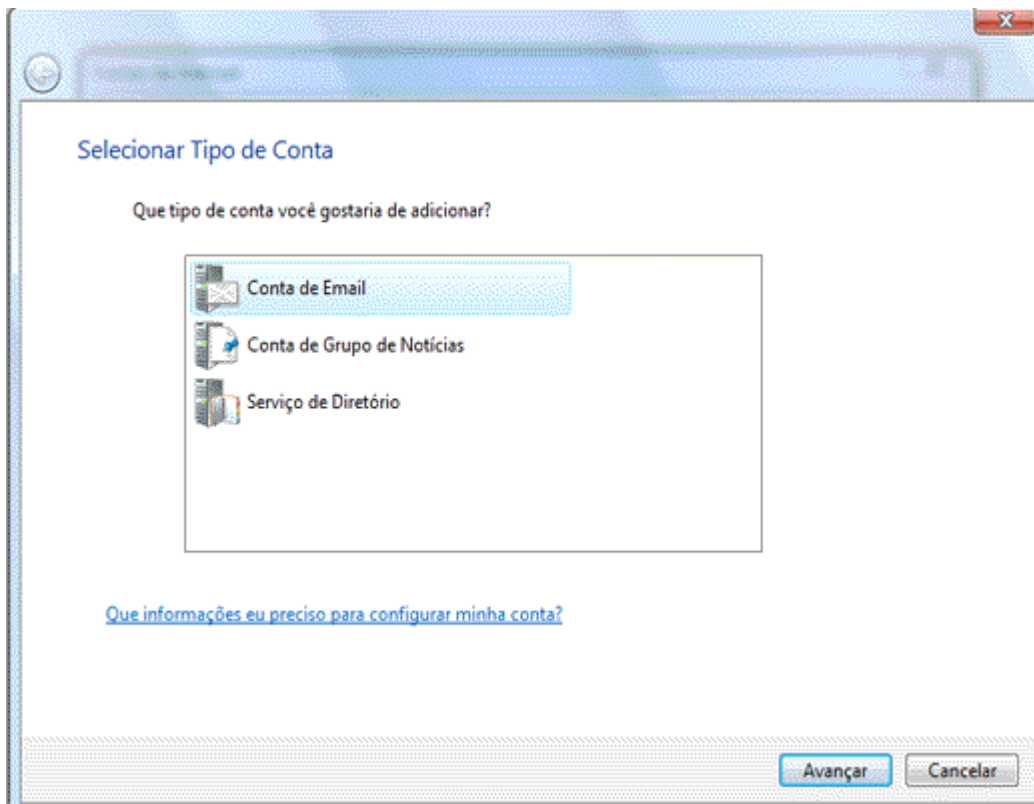 Selecionar Tipo de Conta
Que tipo de conta você gostaria de adicionar?
Conta de Email
Conta de Grupo de Notícias
Serviço de Diretório
Que informações eu preciso para configurar minha conta?
Avançar Cancelar